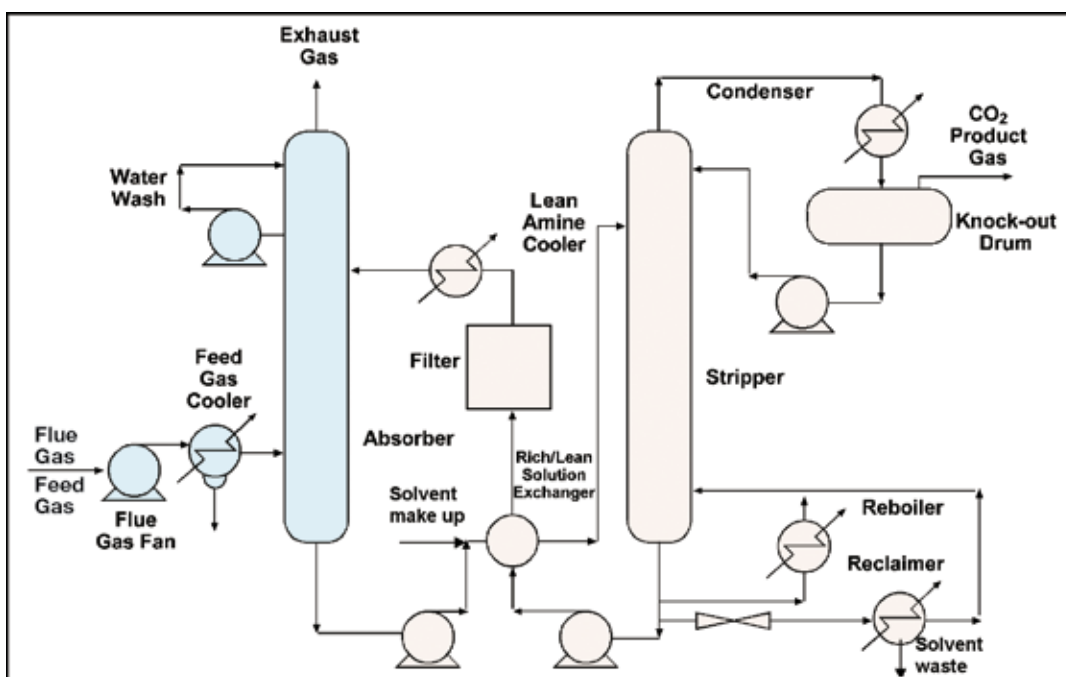 Exhaust
Gas
Condenser
CO₂
Product
Gas
Water
Wash
Lean
Amine
Cooler
Knock-out
Drum
Feed
Gas
Cooler
Filter
Stripper
Flue
Gas
Feed
Gas
Absorber
Flue
Gas Fan
Rich/Lean
Solution
Exchanger
Solvent
make up
Reboiler
Reclaimer
Solvent
waste